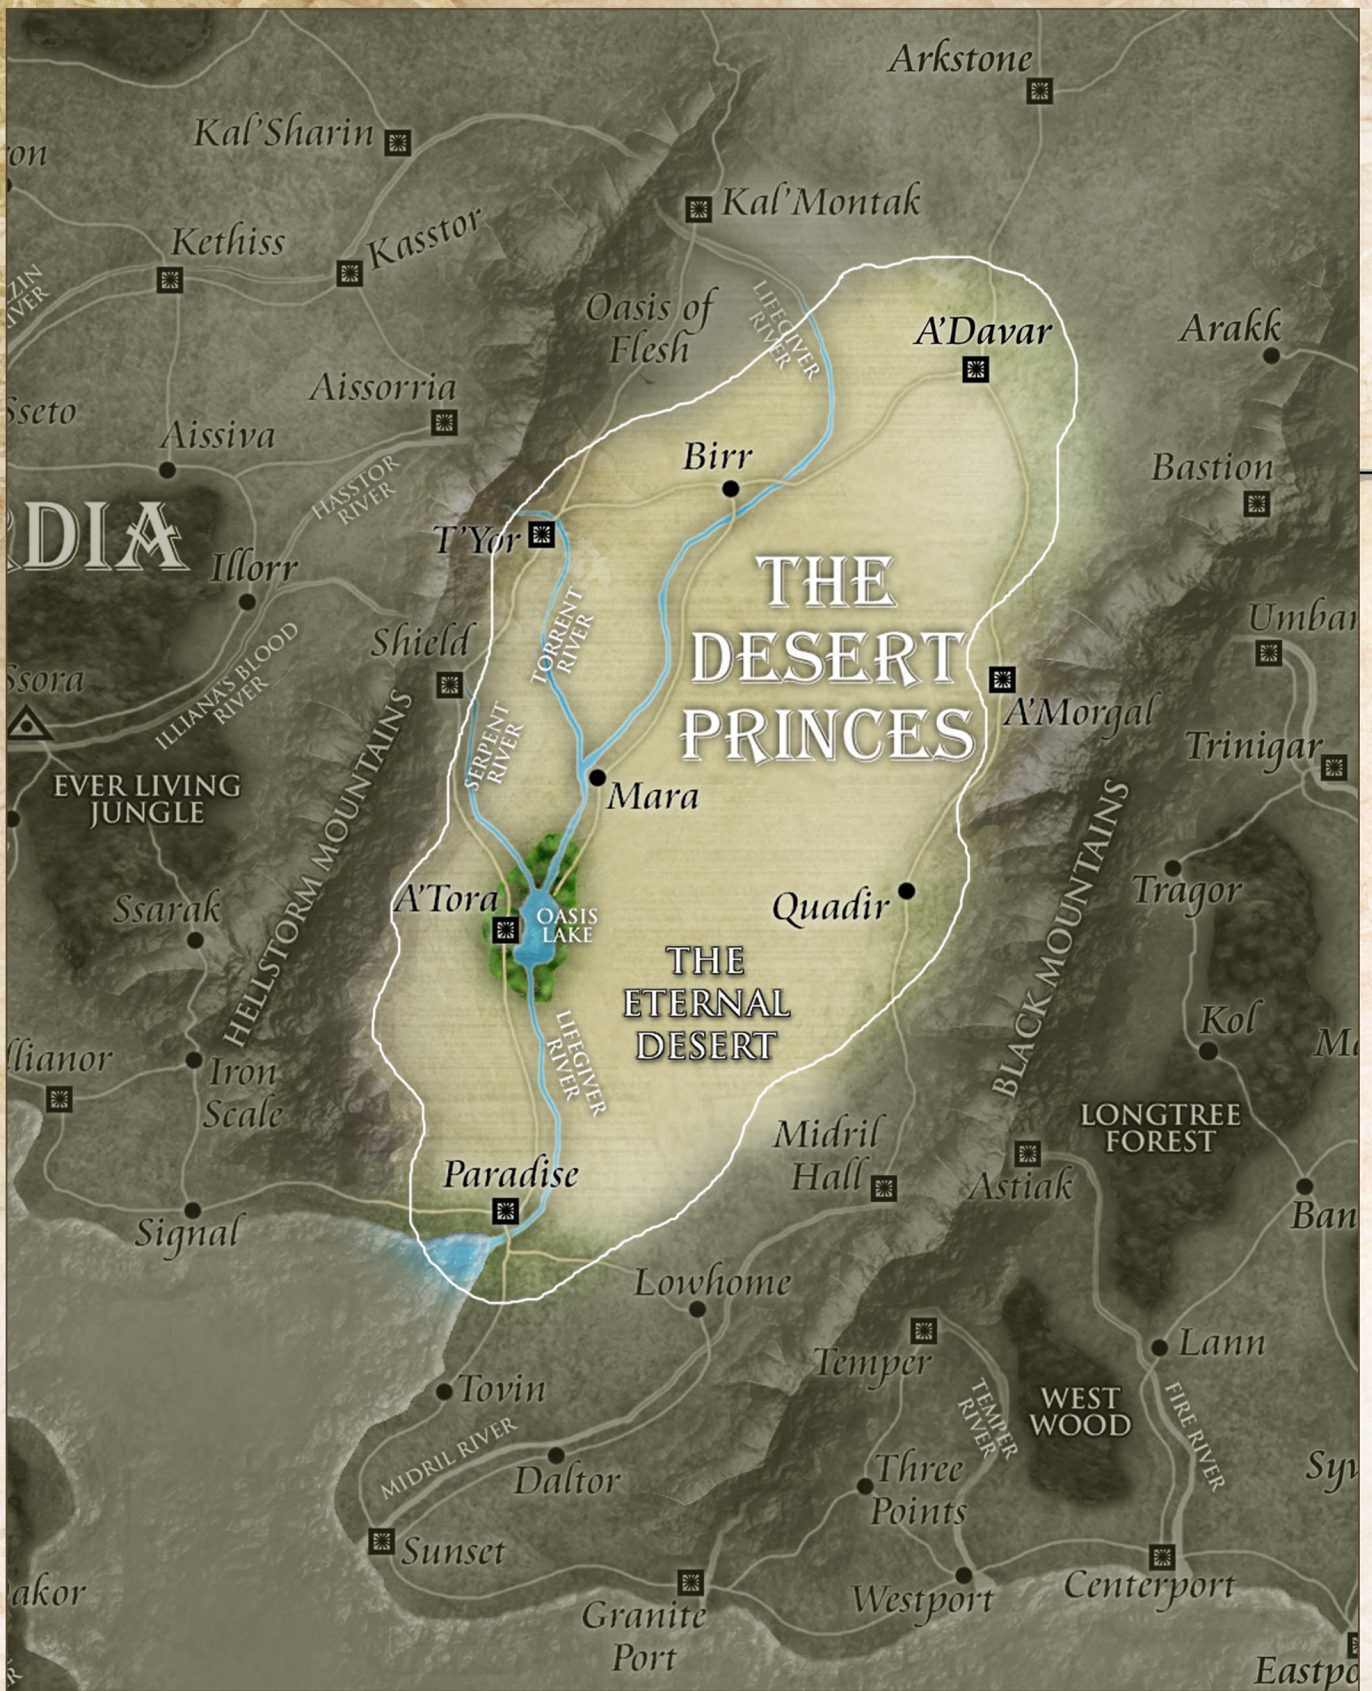 Arkstone
Kal'Sharin
Kal'Montak
Kethiss
Kasstor
Oasis of
Flesh
LIFEGIVER
RIVER
A'Davar
Arakk
Aissorria
Aissiva
Birr
Bastion
HASSTOR
RIVER
T'Yor
Illorr
THE
DESERT
PRINCES
TORRENT
RIVER
Shield
A'Morgal
ILLIANA'S BLOOD
RIVER
SERPENT
RIVER
Trinigar
EVER LIVING
JUNGLE
Mara
HELLSTORM MOUNTAINS
Tragor
Ssarak
A'Tora
OASIS
LAKE
Quadir
THE
ETERNAL
DESERT
BLACK MOUNTAINS
Kol
Iron
Scale
LIFEGIVER
RIVER
LONGTREE
FOREST
Midril
Hall
Astiak
Paradise
Signal
Lowhome
Temper
Lann
Tovin
TEMPER
RIVER
WEST
WOOD
FIRE RIVER
MIDRIL RIVER
Daltor
Three
Points
Sunset
Westport
Centerport
Granite
Port